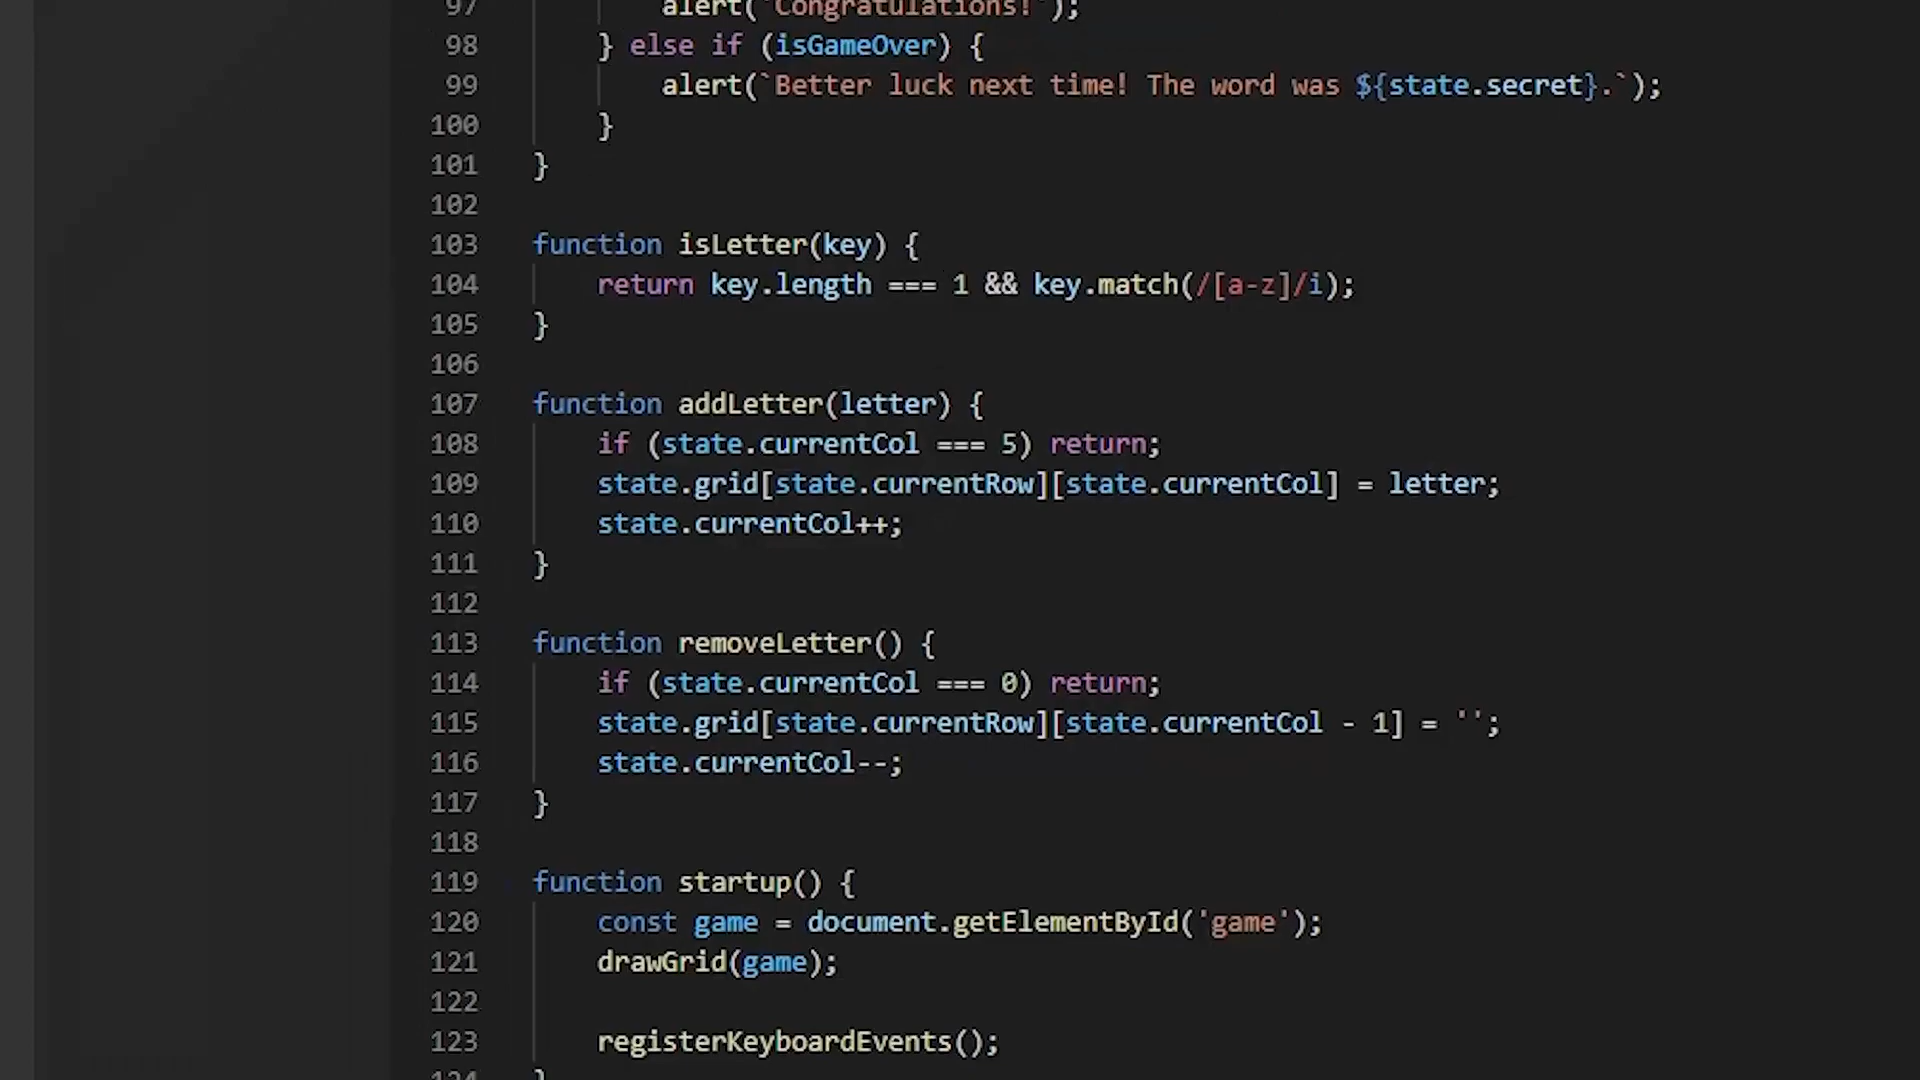 97 alert('Congratulations!');
98 } else if (isGameOver) {
99 alert(`Better luck next time! The word was ${state.secret}.`);
100 }
101 }
102
103 function isLetter(key) {
104 return key.length === 1 && key.match(/[a-z]/i);
105 }
106
107 function addLetter(letter) {
108 if (state.currentCol === 5) return;
109 state.grid[state.currentRow][state.currentCol] = letter;
110 state.currentCol++;
111 }
112
113 function removeLetter() {
114 if (state.currentCol === 0) return;
115 state.grid[state.currentRow][state.currentCol - 1] = '';
116 state.currentCol--;
117 }
118
119 function startup() {
120 const game = document.getElementById('game');
121 drawGrid(game);
122
123 registerKeyboardEvents();
124 }